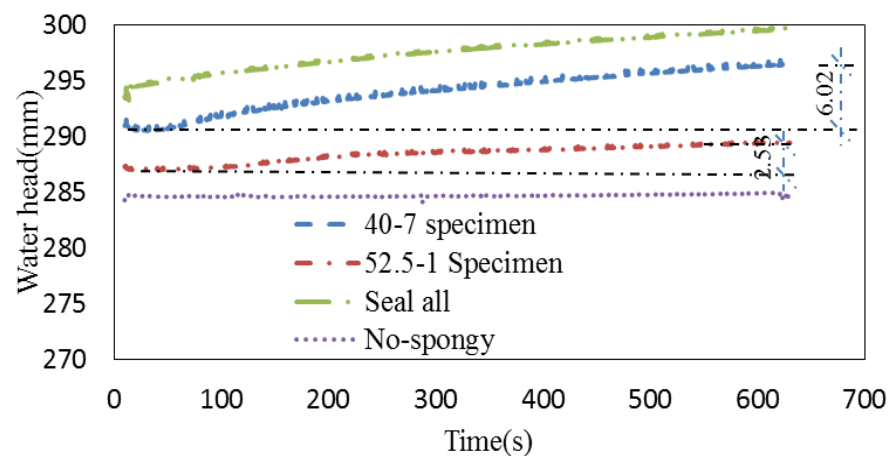 300
295
290
285
280
275
270
Water head(mm)
6.02
2.53
40-7 specimen
52.5-1 Specimen
Seal all
No-spongy
0 100 200 300 400 500 600 700
Time(s)